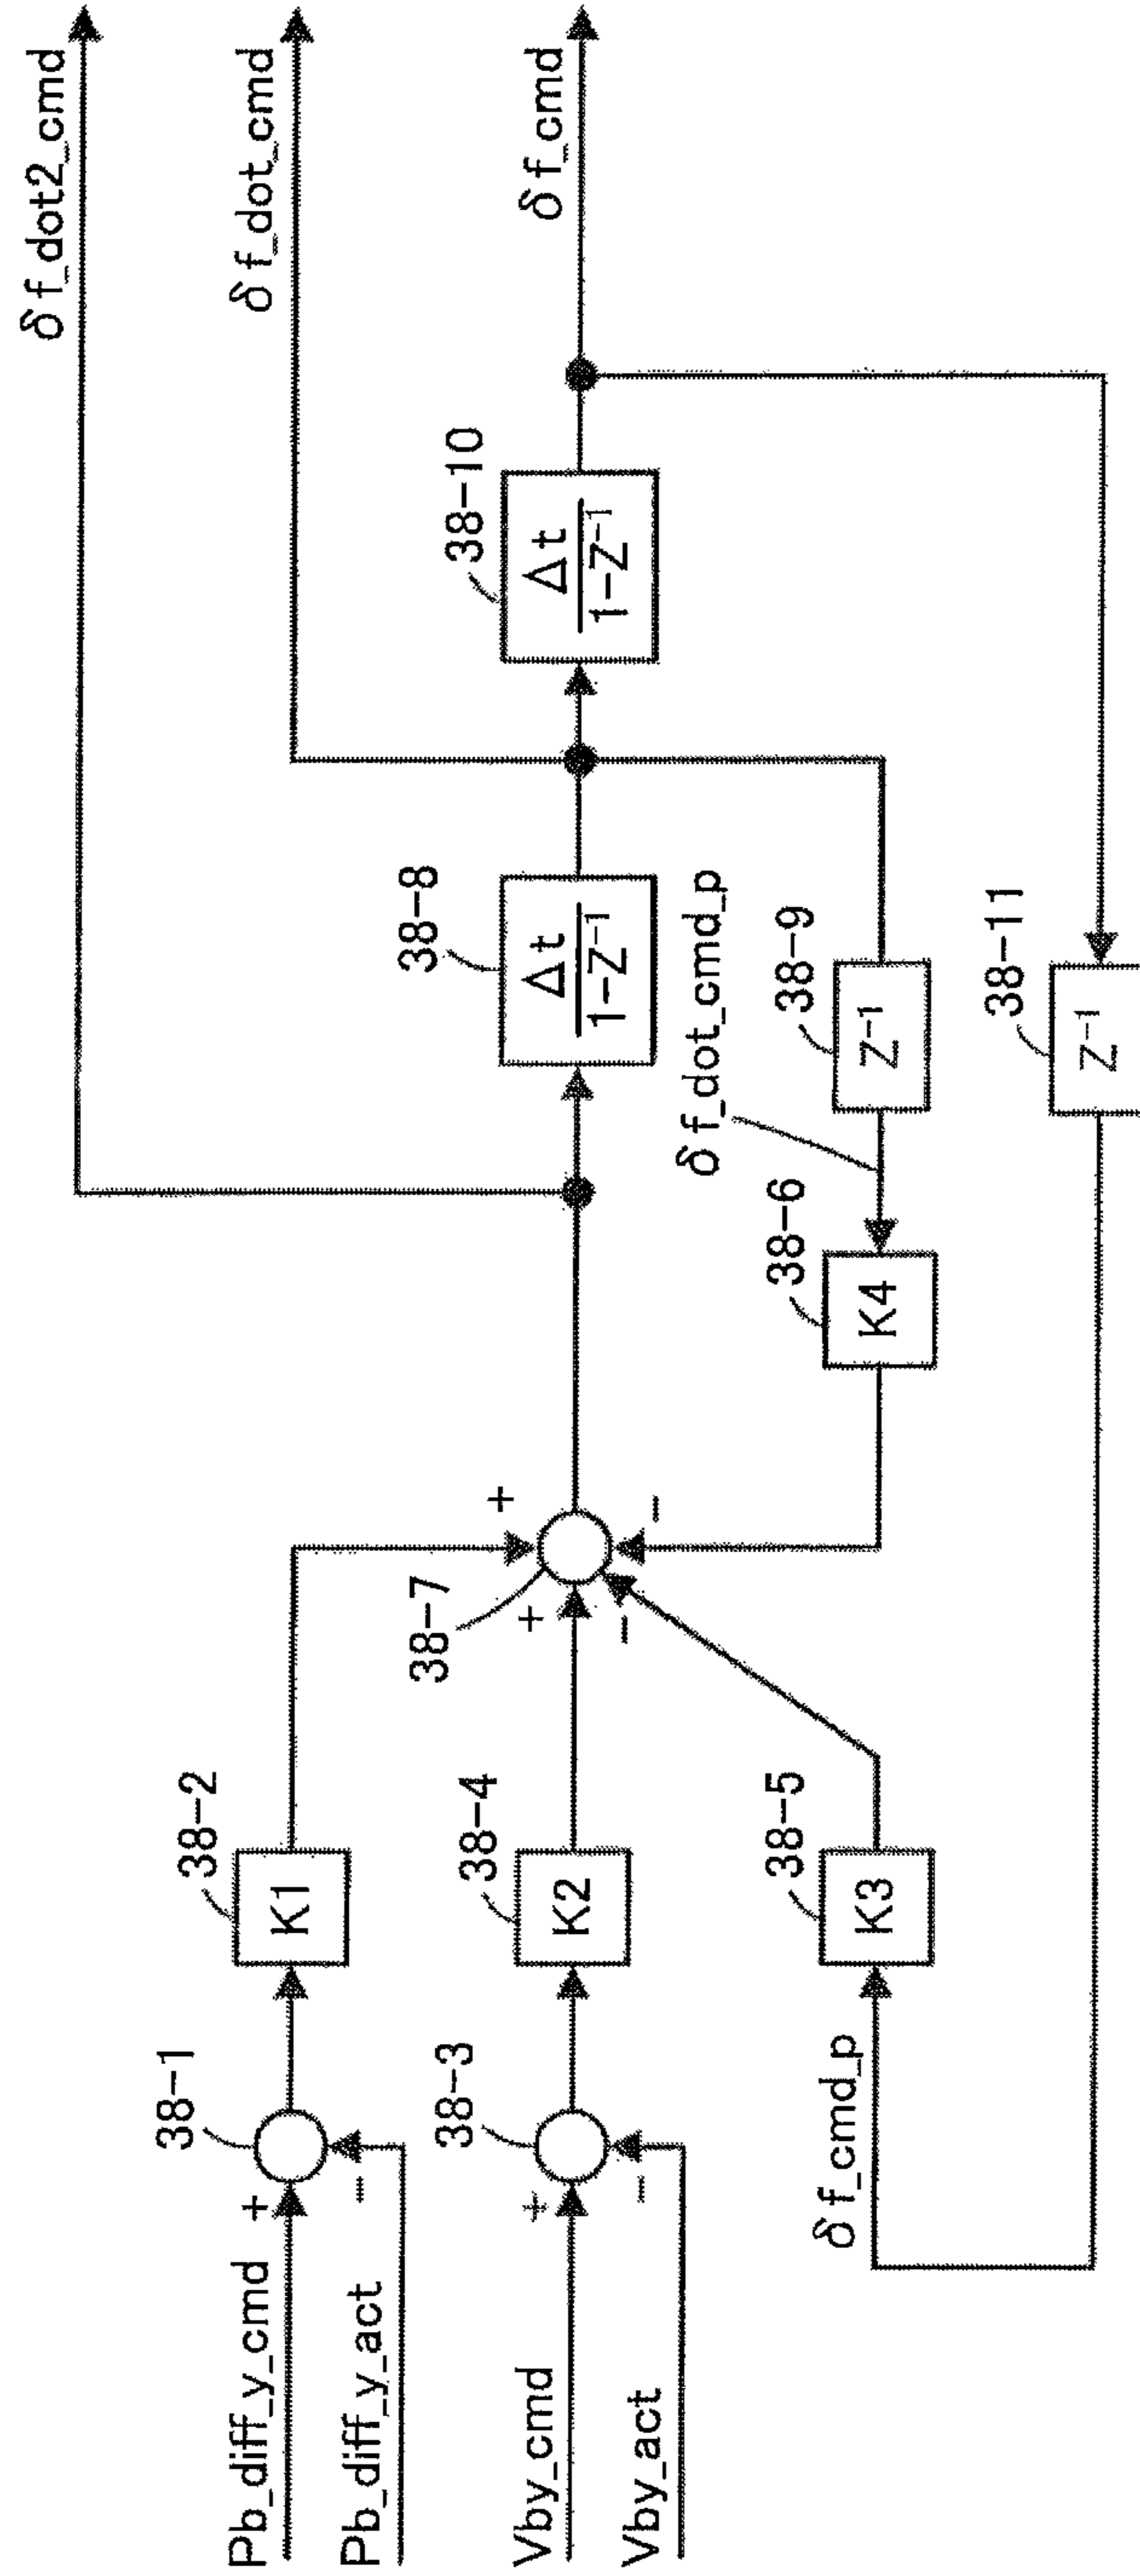 δf_dot2_cmd
δf_dot_cmd
δf_cmd
38-1
38-2
Pb_diff_y_cmd
+
Pb_diff_y_act
−
K1
38-3
38-4
Vby_cmd
+
Vby_act
−
K2
38-7
+
+
−
−
38-8
Δt
1-Z⁻¹
38-10
Δt
1-Z⁻¹
δf_cmd_p
38-5
K3
38-6
K4
δf_dot_cmd_p
38-9
Z⁻¹
38-11
Z⁻¹